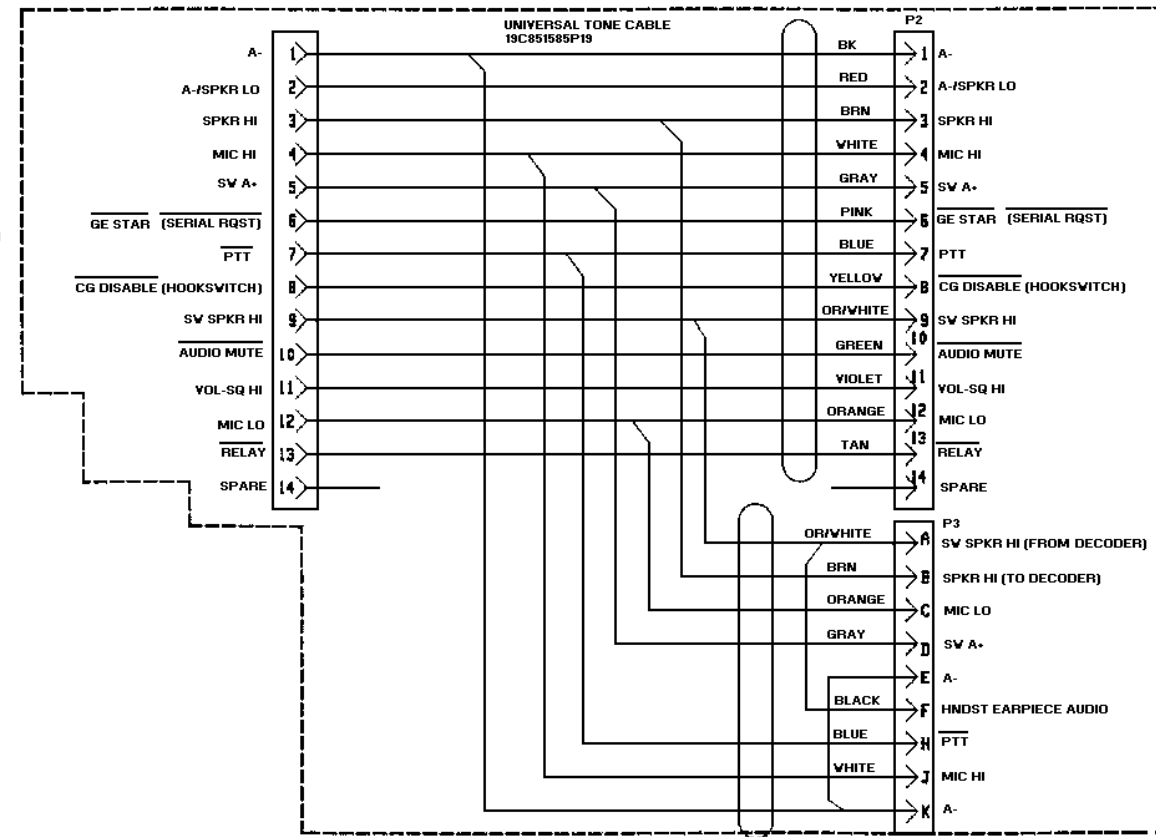 UNIVERSAL TONE CABLE
19C851585P19
P2
A- 1 BK 1 A-
A-/SPKR LO 2 RED 2 A-/SPKR LO
SPKR HI 3 BRN 3 SPKR HI
MIC HI 4 WHITE 4 MIC HI
SW A+ 5 GRAY 5 SW A+
GE STAR (SERIAL RQST) 6 PINK 6 GE STAR (SERIAL RQST)
PTT 7 BLUE 7 PTT
CG DISABLE (HOOKSWITCH) 8 YELLOW 8 CG DISABLE (HOOKSWITCH)
SW SPKR HI 9 OR/WHITE 9 SW SPKR HI
AUDIO MUTE 10 GREEN 10 AUDIO MUTE
VOL-SQ HI 11 VIOLET 11 VOL-SQ HI
MIC LO 12 ORANGE 12 MIC LO
RELAY 13 TAN 13 RELAY
SPARE 14 14 SPARE
P3
OR/WHITE A SW SPKR HI (FROM DECODER)
BRN B SPKR HI (TO DECODER)
ORANGE C MIC LO
GRAY D SW A+
E A-
BLACK F HNDST EARPIECE AUDIO
BLUE H PTT
WHITE J MIC HI
K A-